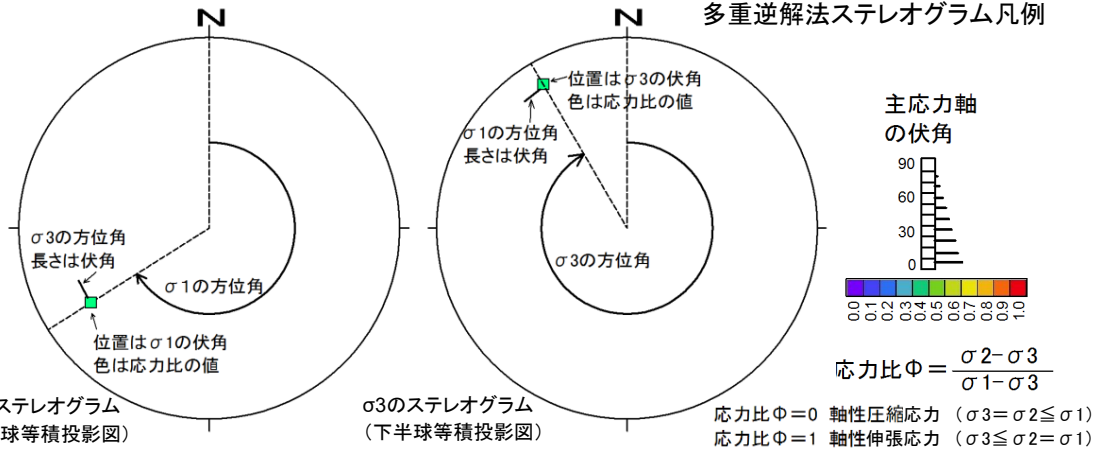 多重逆解法ステレオグラム凡例
N
σ3の方位角
長さは伏角
σ1の方位角
位置はσ1の伏角
色は応力比の値
ステレオグラム
球等積投影図)
N
位置はσ3の伏角
色は応力比の値
σ1の方位角
長さは伏角
σ3の方位角
σ3のステレオグラム
(下半球等積投影図)
主応力軸
の伏角
90
60
30
0
0.0 0.1 0.2 0.3 0.4 0.5 0.6 0.7 0.8 0.9 1.0
応力比Φ＝ σ2-σ3
σ1-σ3
応力比Φ＝0 軸性圧縮応力 (σ3＝σ2≦σ1)
応力比Φ＝1 軸性伸張応力 (σ3≦σ2＝σ1)